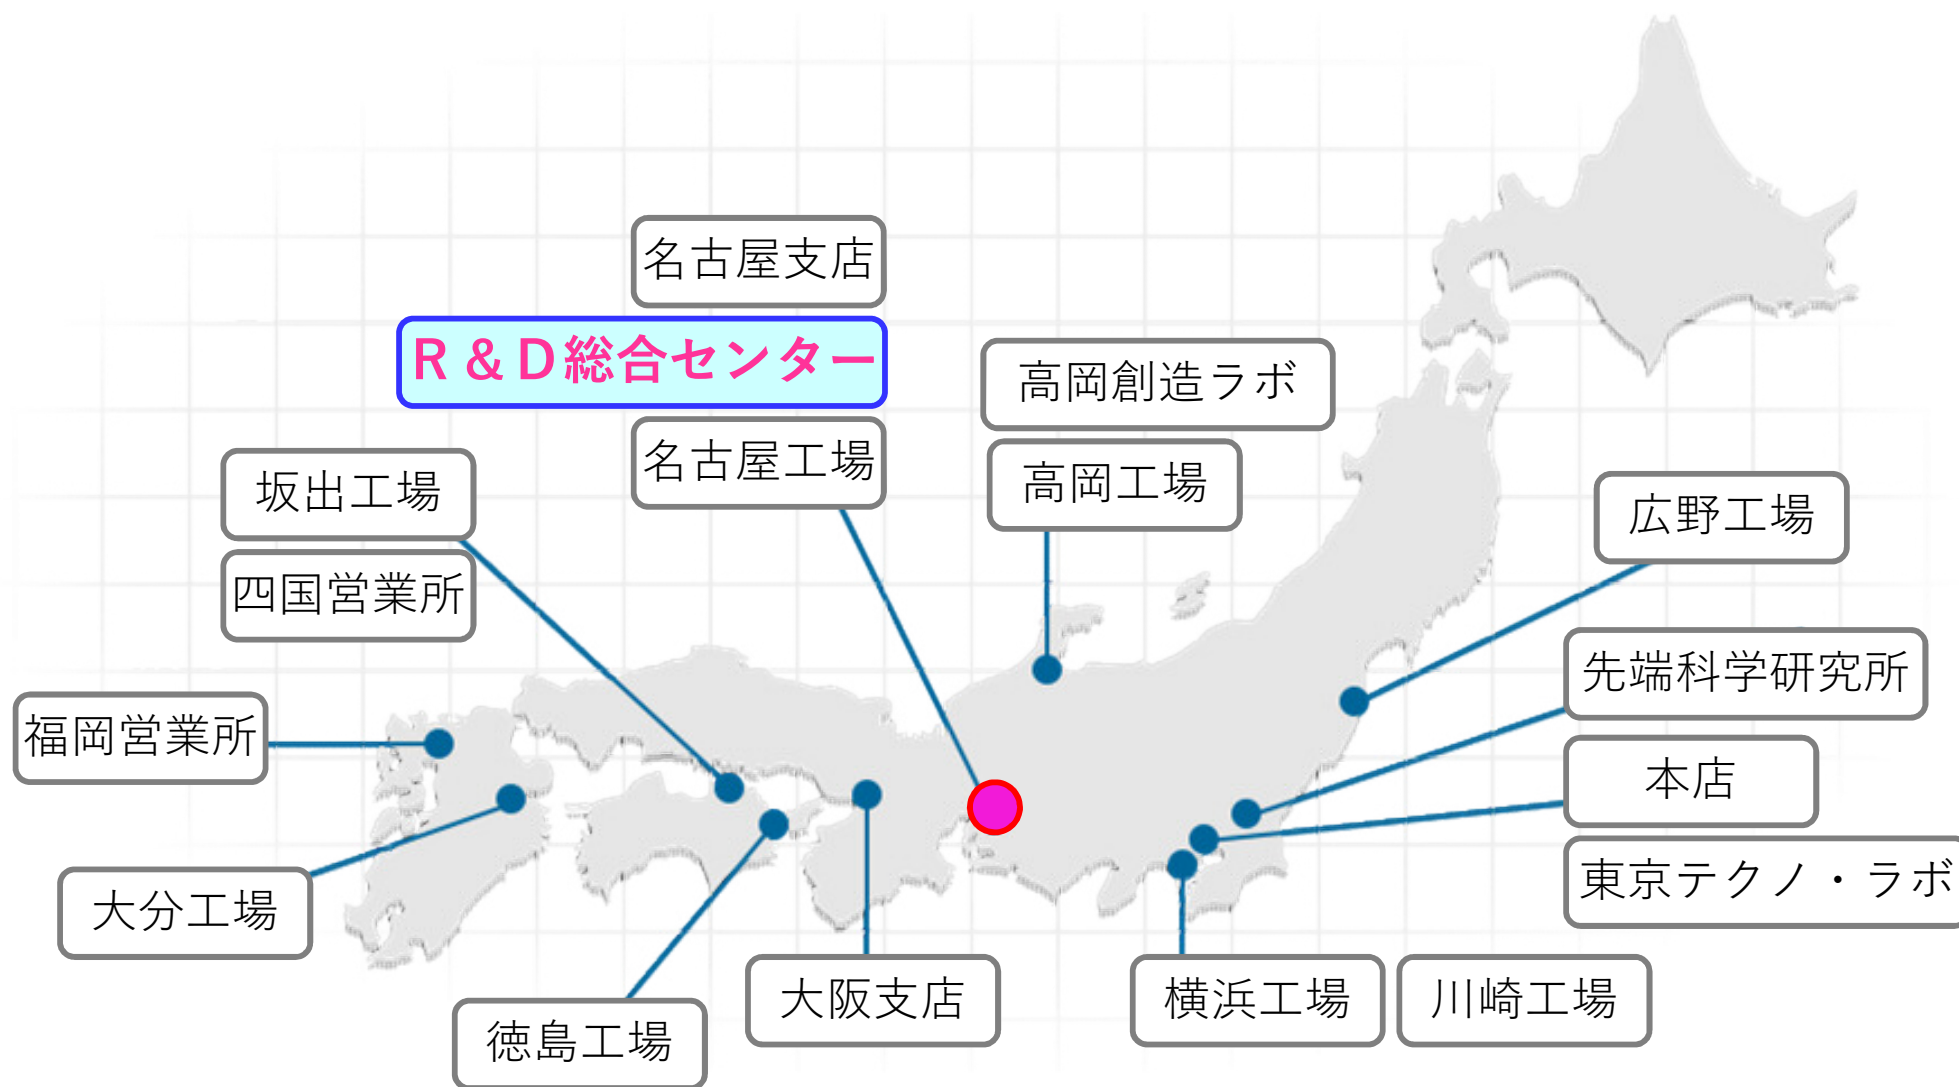 名古屋支店
R&D総合センター
名古屋工場
高岡創造ラボ
高岡工場
坂出工場
四国営業所
広野工場
先端科学研究所
福岡営業所
本店
東京テクノ・ラボ
大分工場
大阪支店
横浜工場
川崎工場
徳島工場